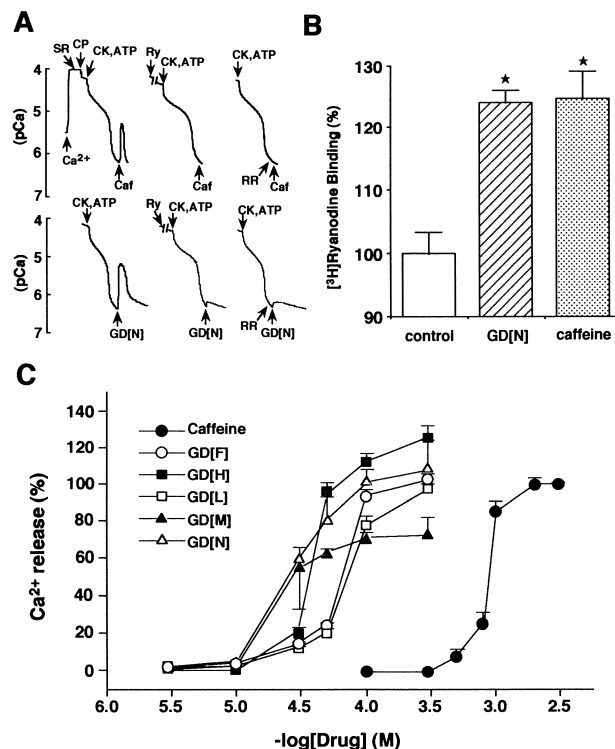 A
SR CP CK,ATP
Ry CK,ATP
CK,ATP
4
5
6
7
(pCa)
Ca2+
Caf
Caf
RR
Caf
CK,ATP
Ry CK,ATP
CK,ATP
4
5
6
7
(pCa)
GD[N]
GD[N]
RR
GD[N]
B
[³H]Ryanodine Binding (%)
130
120
110
100
90
control
GD[N]
caffeine
C
Ca²⁺ release (%)
140
120
100
80
60
40
20
0
Caffeine
GD[F]
GD[H]
GD[L]
GD[M]
GD[N]
6.0 5.5 5.0 4.5 4.0 3.5 3.0 2.5
-log[Drug] (M)